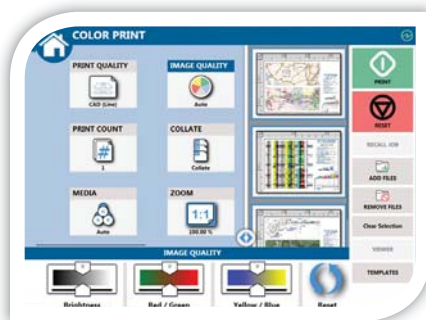 COLOR PRINT
PRINT QUALITY
CAD (Line)
IMAGE QUALITY
Auto
PRINT COUNT
#
1
COLLATE
Collate
MEDIA
Auto
ZOOM
1:1
100.00 %
PRINT
RESET
RECALL JOB
ADD FILES
REMOVE FILES
Clear Selection
VIEWER
TEMPLATES
IMAGE QUALITY
Brightness
Red / Green
Yellow / Blue
Reset